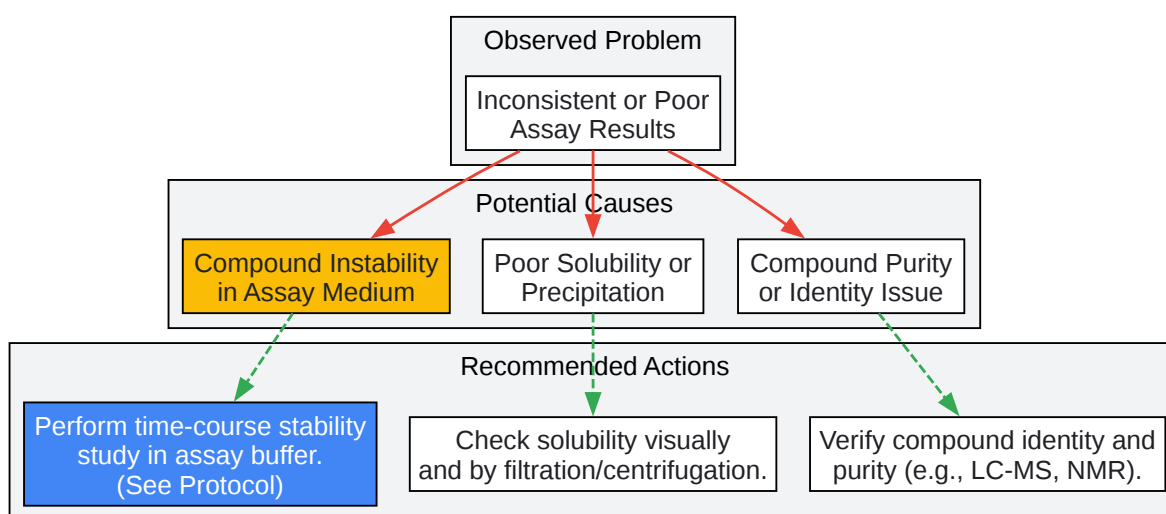 Observed Problem
Inconsistent or Poor
Assay Results
Potential Causes
Compound Instability
in Assay Medium
Poor Solubility or
Precipitation
Compound Purity
or Identity Issue
Recommended Actions
Perform time-course stability
study in assay buffer.
(See Protocol)
Check solubility visually
and by filtration/centrifugation.
Verify compound identity and
purity (e.g., LC-MS, NMR).